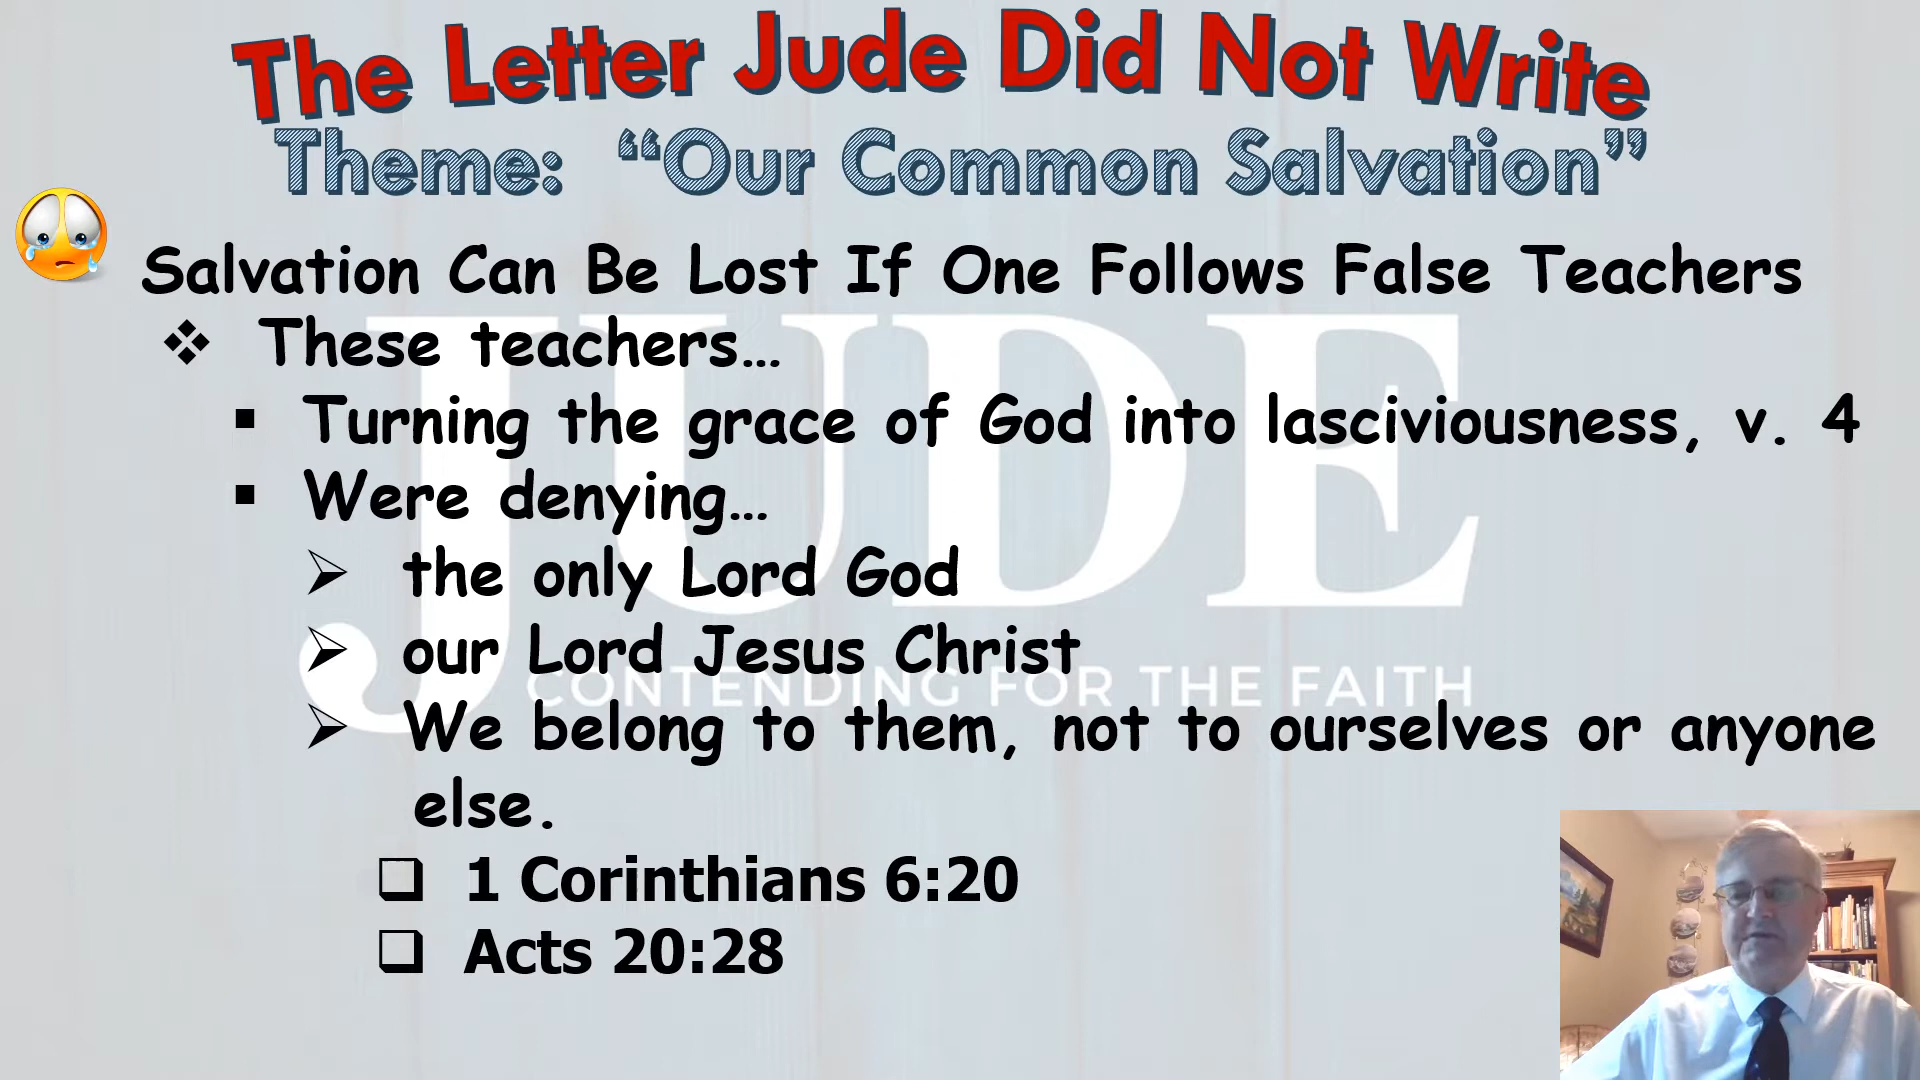 The Letter Jude Did Not Write
Theme: “Our Common Salvation”
Salvation Can Be Lost If One Follows False Teachers
❖ These teachers…
▪ Turning the grace of God into lasciviousness, v. 4
▪ Were denying…
➢ the only Lord God
➢ our Lord Jesus Christ
➢ We belong to them, not to ourselves or anyone
else.
❑ 1 Corinthians 6:20
❑ Acts 20:28
JUDE
CONTENDING FOR THE FAITH